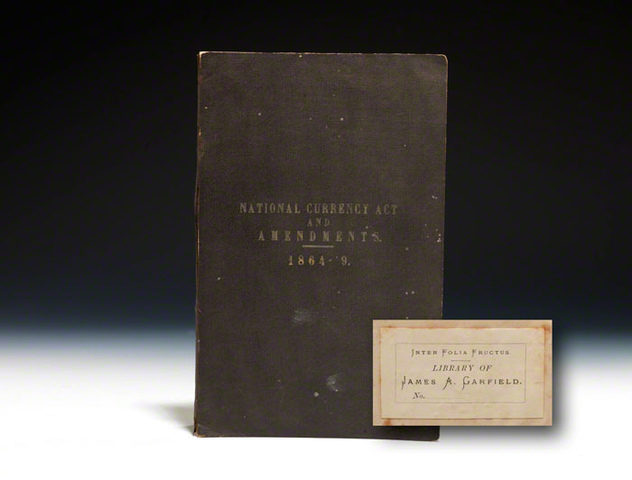 NATIONAL CURRENCY ACT
AND
AMENDMENTS.
1864-'9.
INTER FOLIA FRUCTUS
LIBRARY OF
JAMES A. GARFIELD.
No.